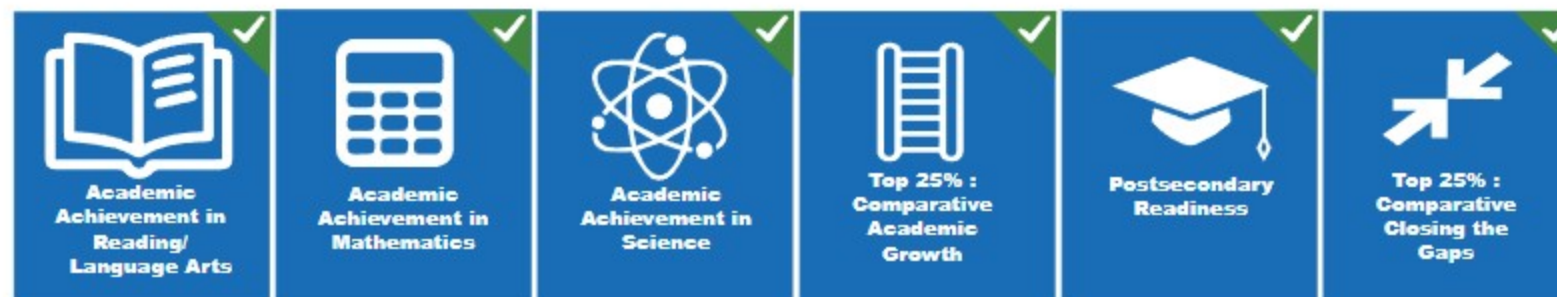 Academic
Achievement in
Reading/
Language Arts
Academic
Achievement in
Mathematics
Academic
Achievement in
Science
Top 25% :
Comparative
Academic
Growth
Postsecondary
Readiness
Top 25% :
Comparative
Closing the
Gaps